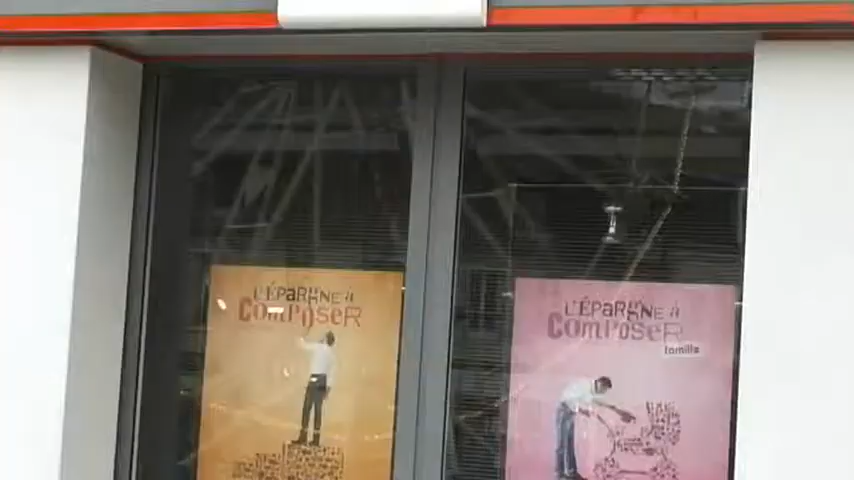 L'ÉPaRGNE à
ComPoSeR
L'ÉPaRGNE à
ComPoSeR
famille